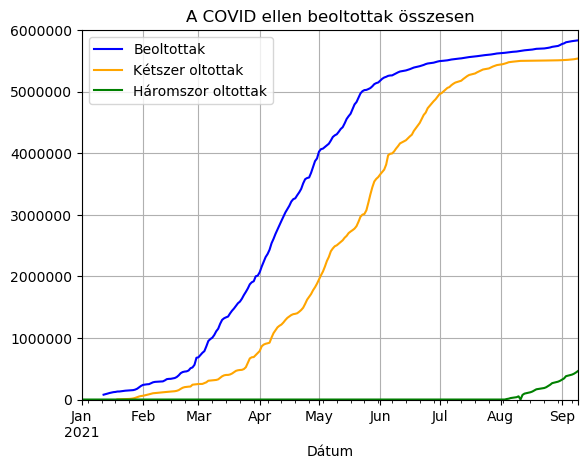 A COVID ellen beoltottak összesen
6000000
5000000
4000000
3000000
2000000
1000000
0
Beoltottak
Kétszer oltottak
Háromszor oltottak
Jan Feb Mar Apr May Jun Jul Aug Sep
2021
Dátum